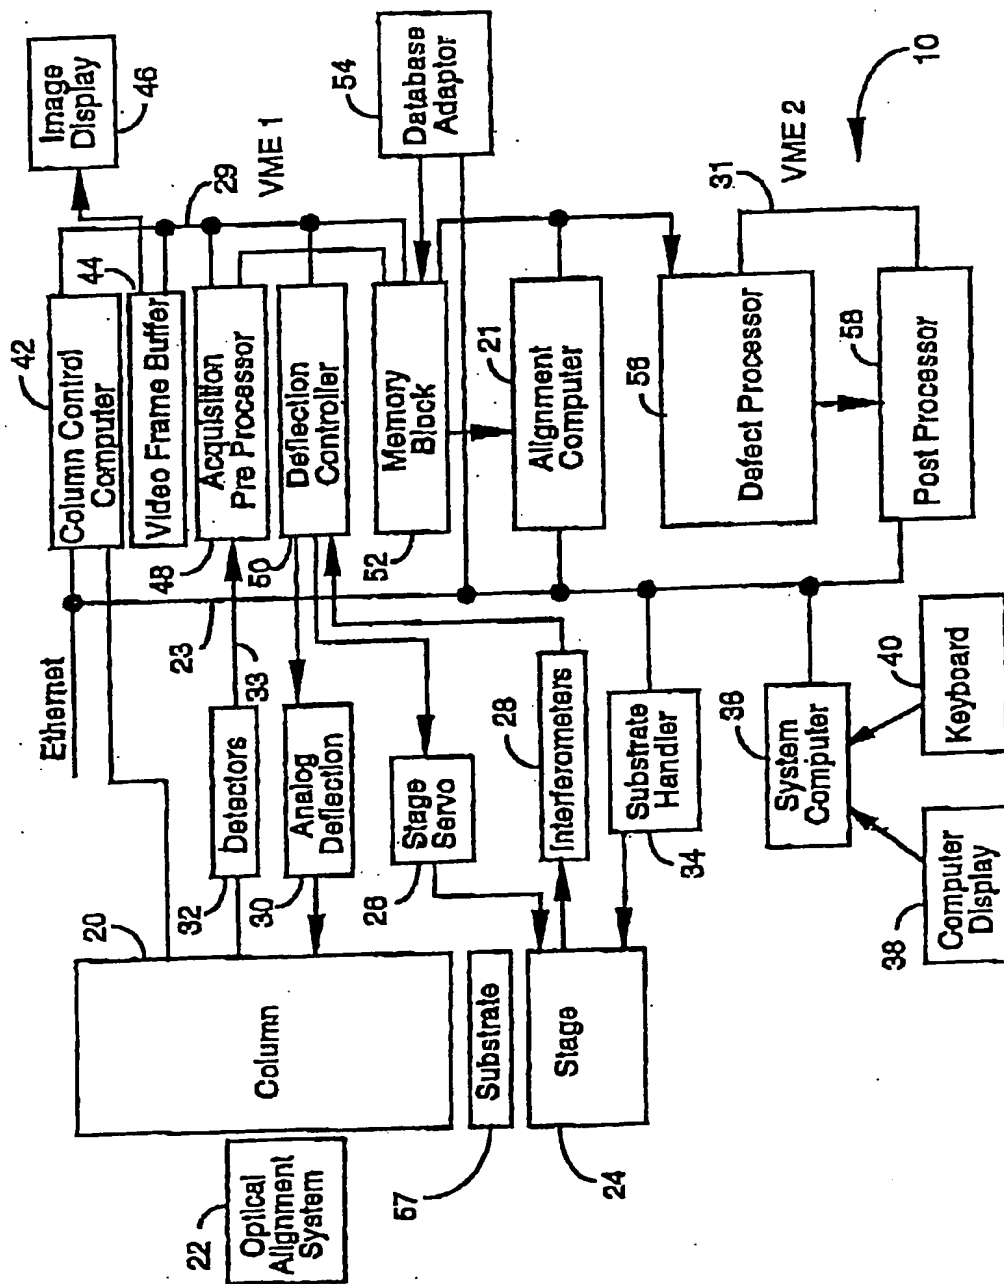 42
Column Control
Computer
44
Video Frame Buffer
Image
Display
46
29
VME 1
48
Acquisition
Pre Processor
50
Deflection
Controller
52
Memory
Block
54
Database
Adaptor
21
Alignment
Computer
56
Defect Processor
31
VME 2
10
58
Post Processor
Ethernet
23
33
Detectors
32
Analog
Deflection
30
Stage
Servo
26
Interferometers
28
Substrate
Handler
34
36
System
Computer
40
Keyboard
38
Computer
Display
20
Column
Substrate
57
Stage
24
22
Optical
Alignment
System